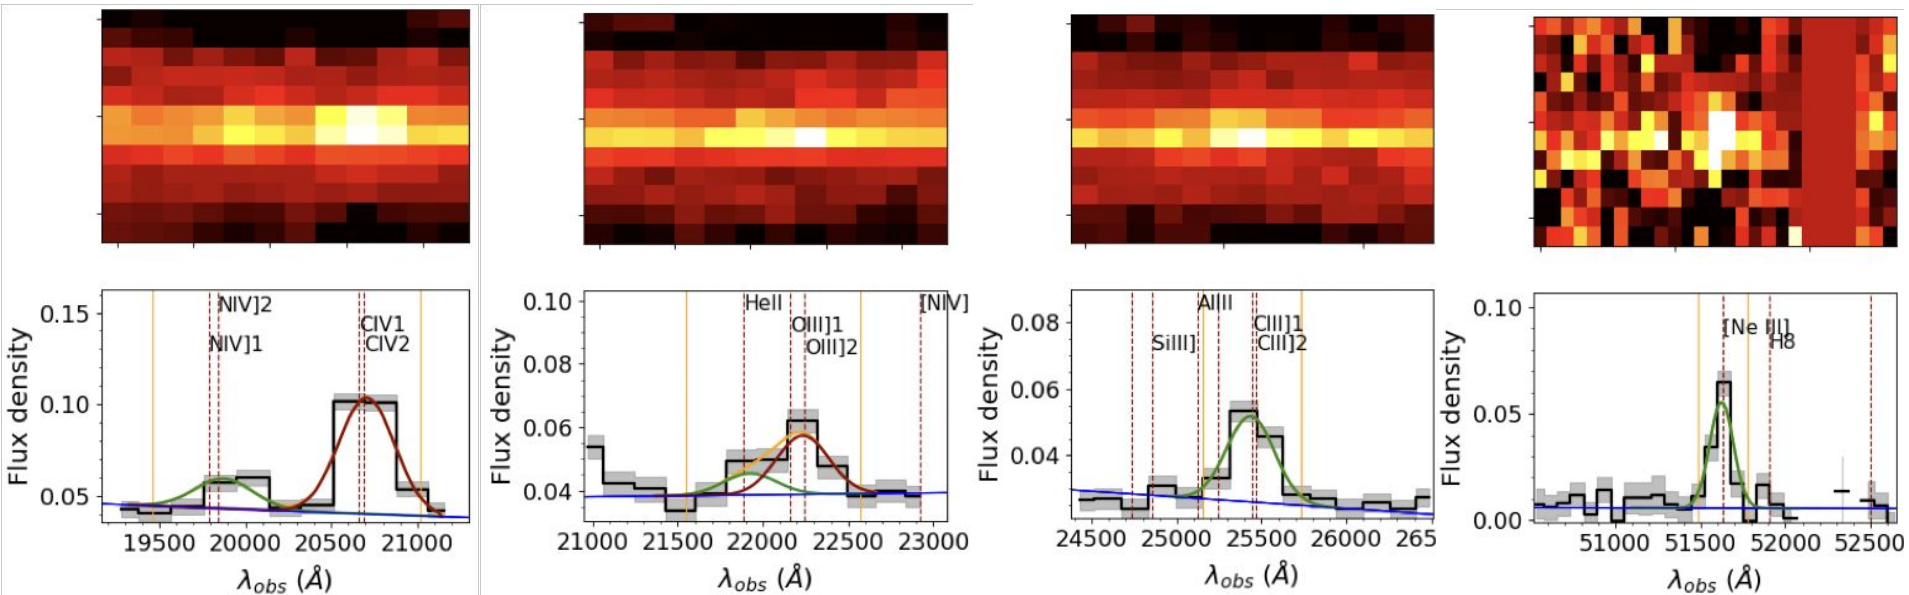 Flux density
0.15
0.10
0.05
NIV]2
NIV]1
CIV1
CIV2
19500 20000 20500 21000
λobs (Å)
Flux density
0.10
0.08
0.06
0.04
HeII
OIII]1
OIII]2
[NIV]
21000 21500 22000 22500 23000
λobs (Å)
Flux density
0.08
0.06
0.04
AlIII
SiIII]
CIII]1
CIII]2
24500 25000 25500 26000 265
λobs (Å)
Flux density
0.10
0.05
0.00
[Ne III]
H8
51000 51500 52000 52500
λobs (Å)